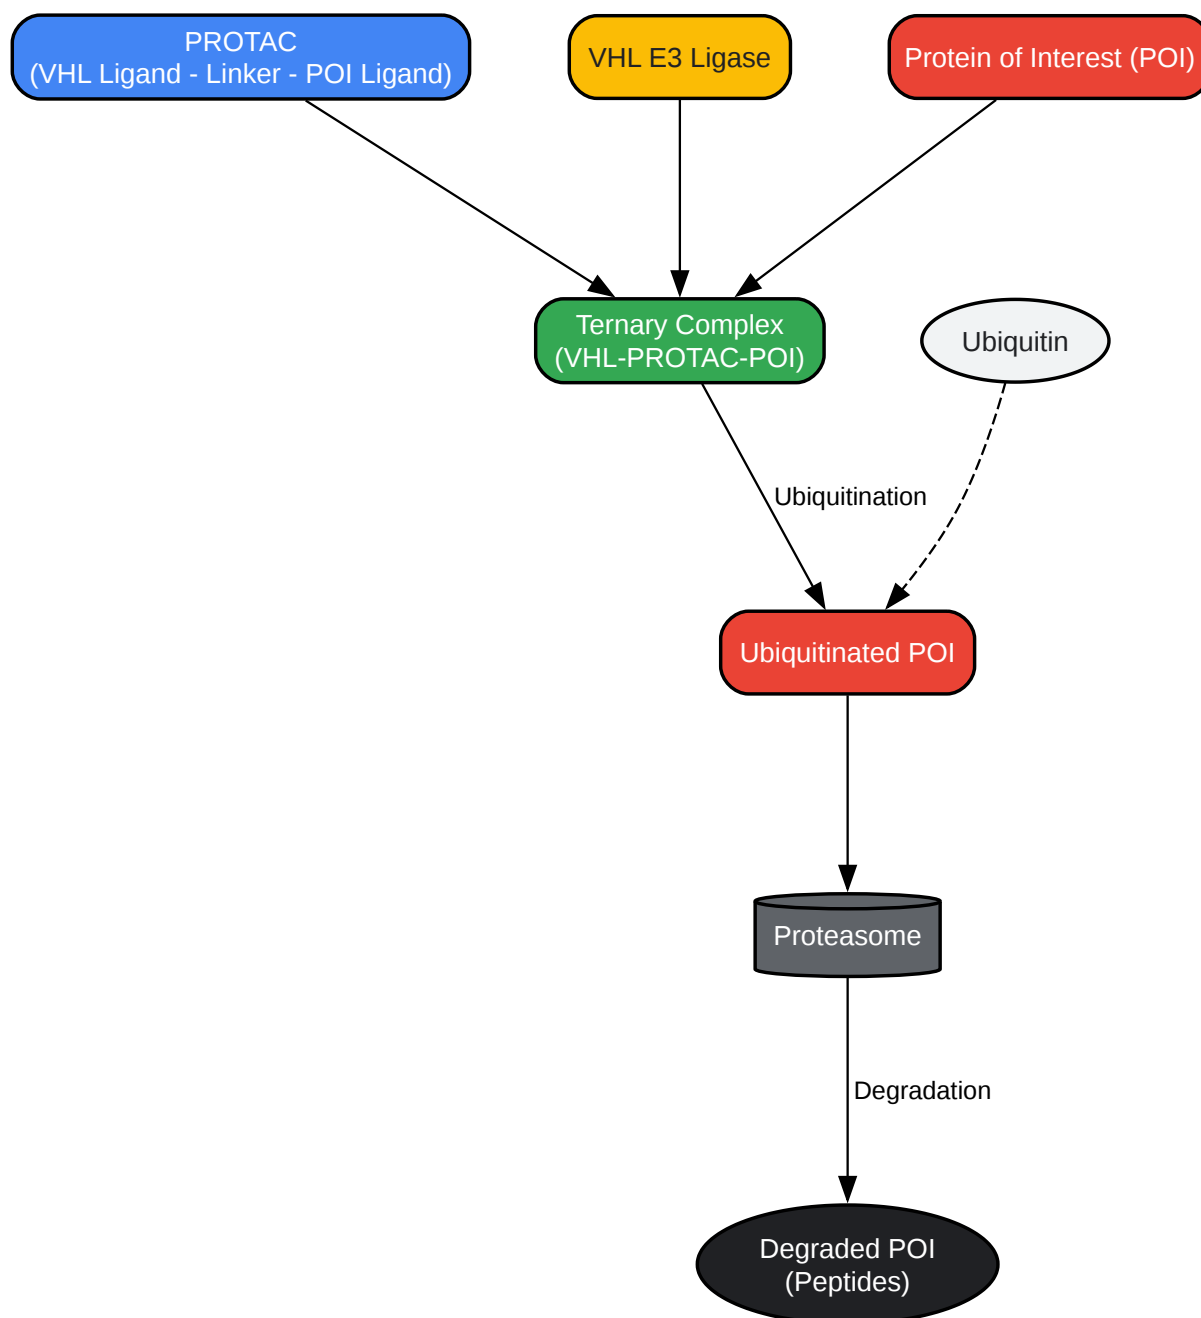 PROTAC
(VHL Ligand - Linker - POI Ligand)
VHL E3 Ligase
Protein of Interest (POI)
Ternary Complex
(VHL-PROTAC-POI)
Ubiquitin
Ubiquitination
Ubiquitinated POI
Proteasome
Degradation
Degraded POI
(Peptides)